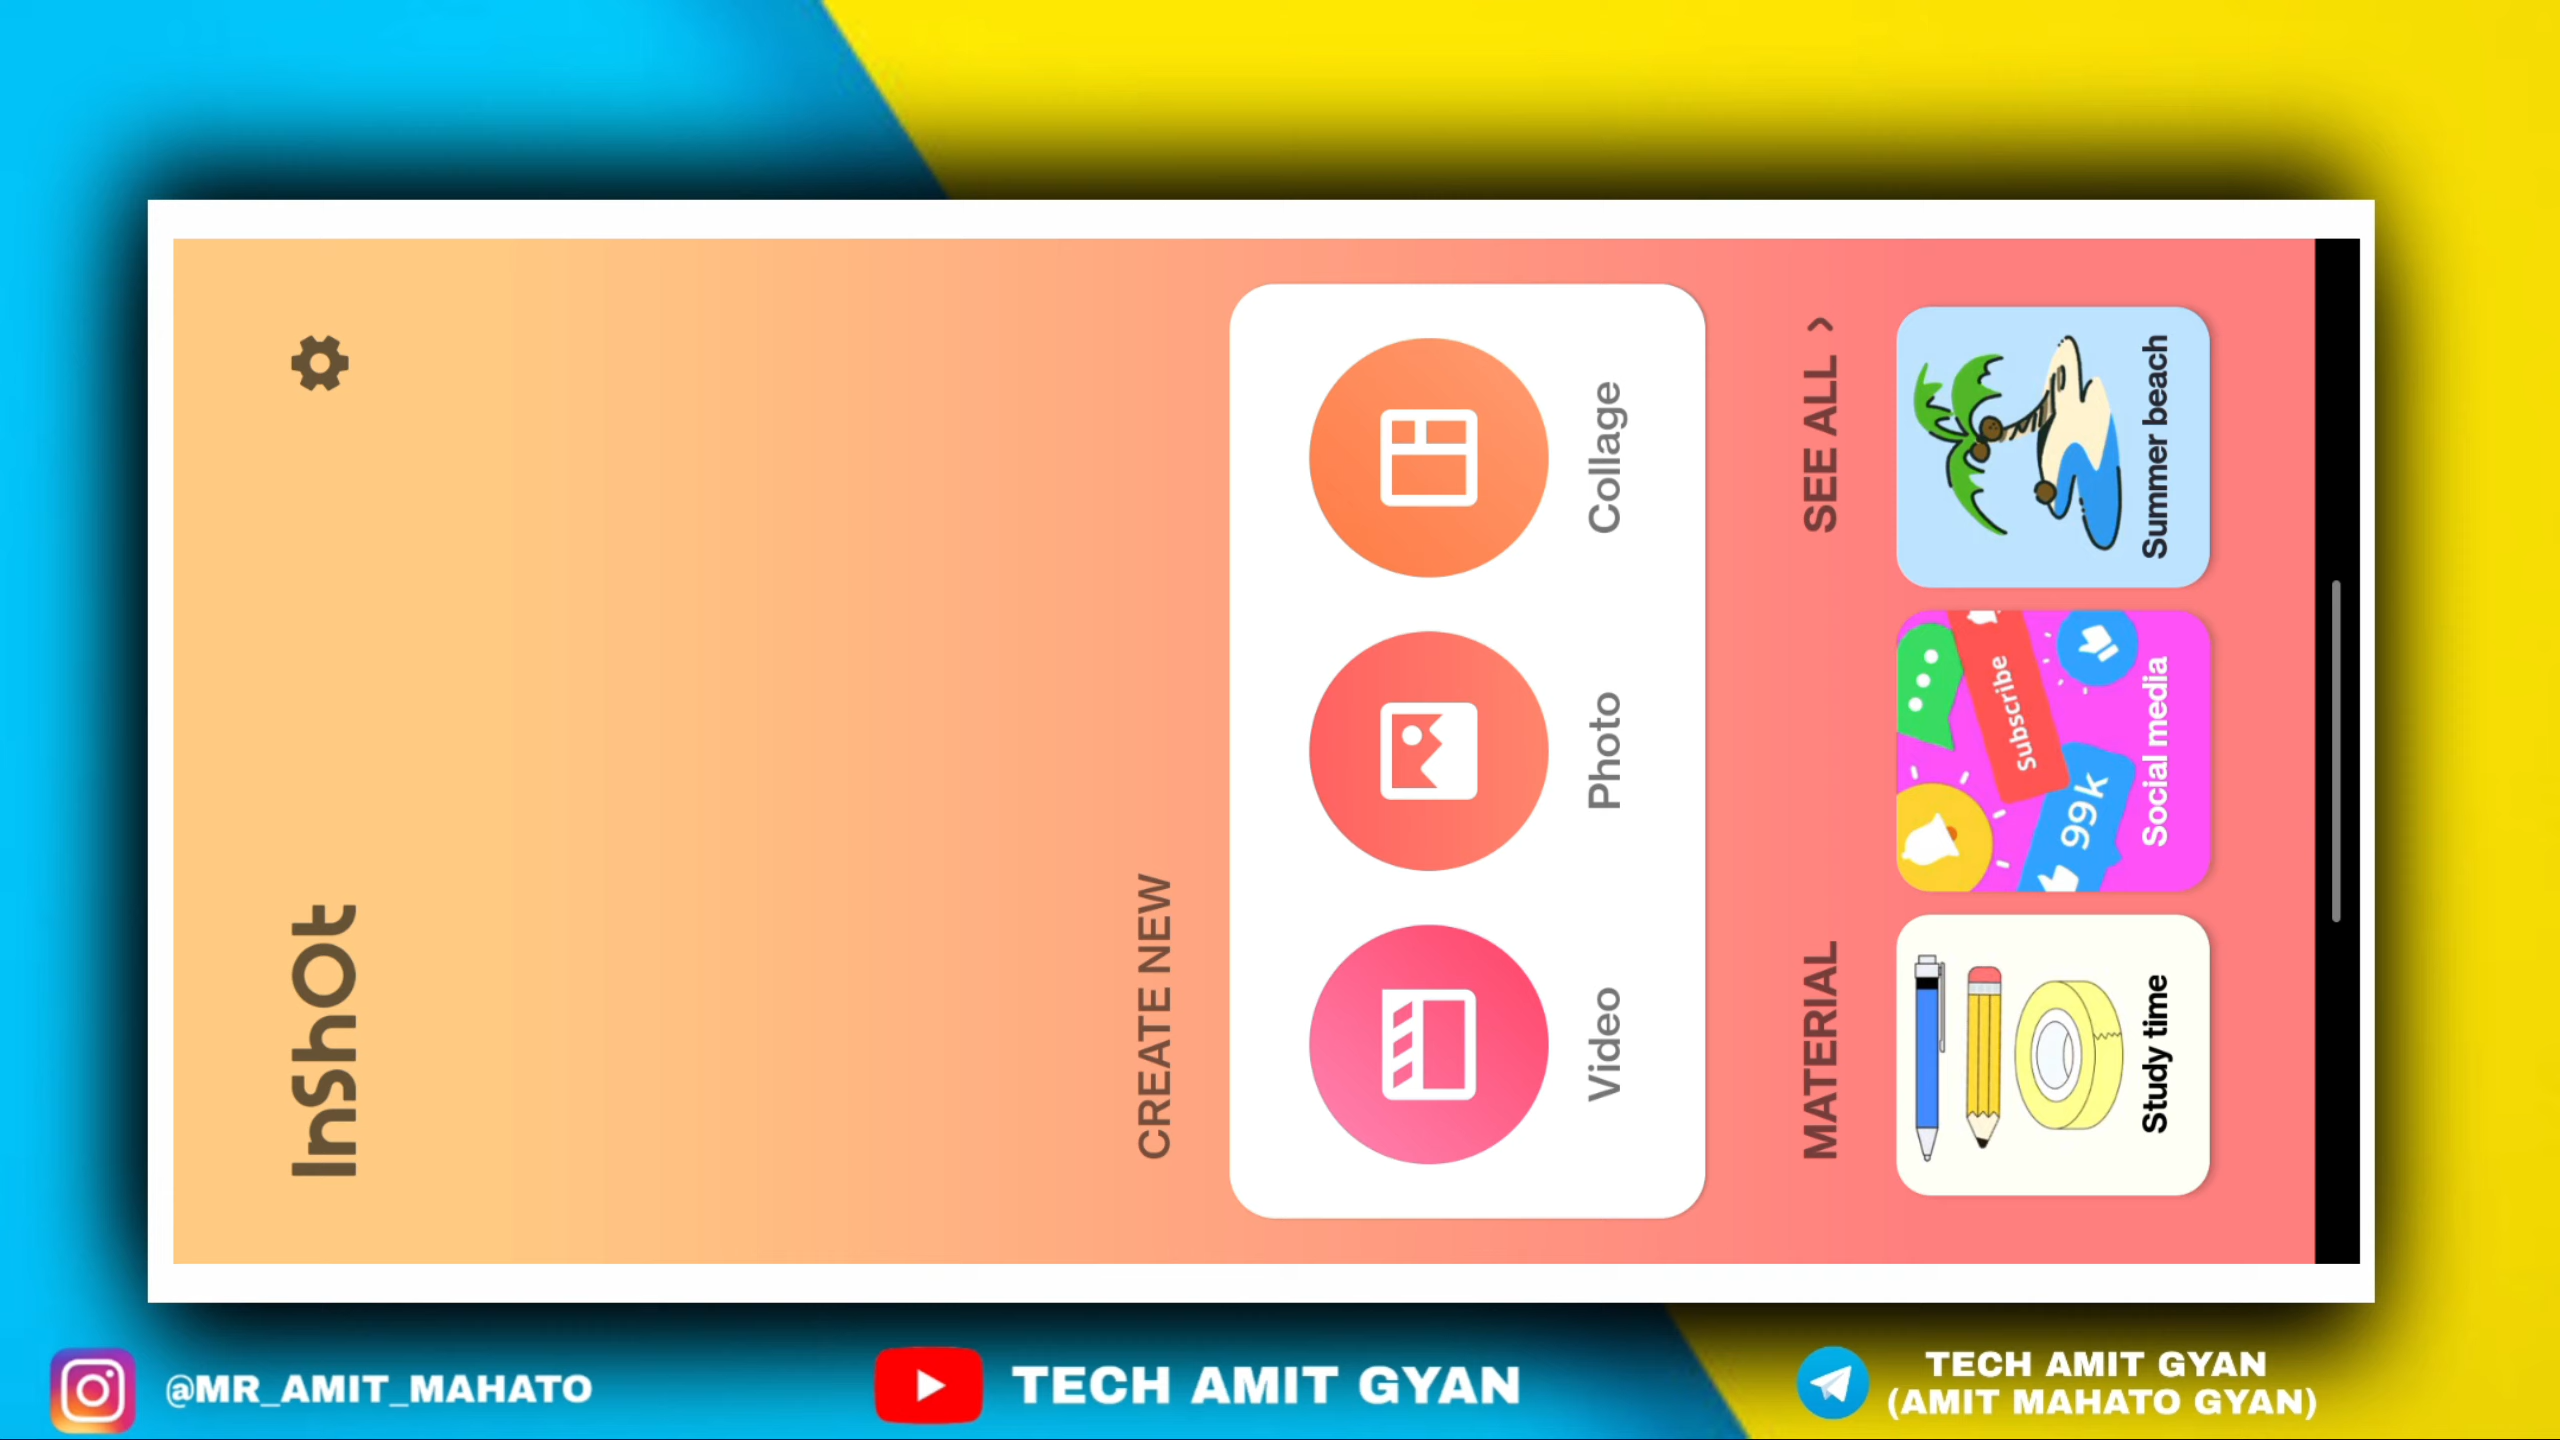 InShOt
CREATE NEW
Video Photo Collage
MATERIAL SEE ALL >
99k Subscribe
Study time Social media Summer beach
@MR_AMIT_MAHATO
TECH AMIT GYAN
TECH AMIT GYAN
(AMIT MAHATO GYAN)